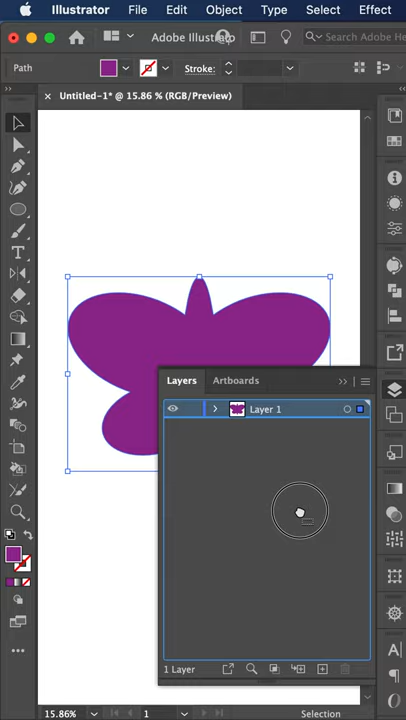 Illustrator File Edit Object Type Select Effect
Adobe Illustrator
Search Adobe He
Path
Stroke:
Untitled-1* @ 15.86 % (RGB/Preview)
Layers Artboards
Layer 1
1 Layer
15.86% 1 Selection